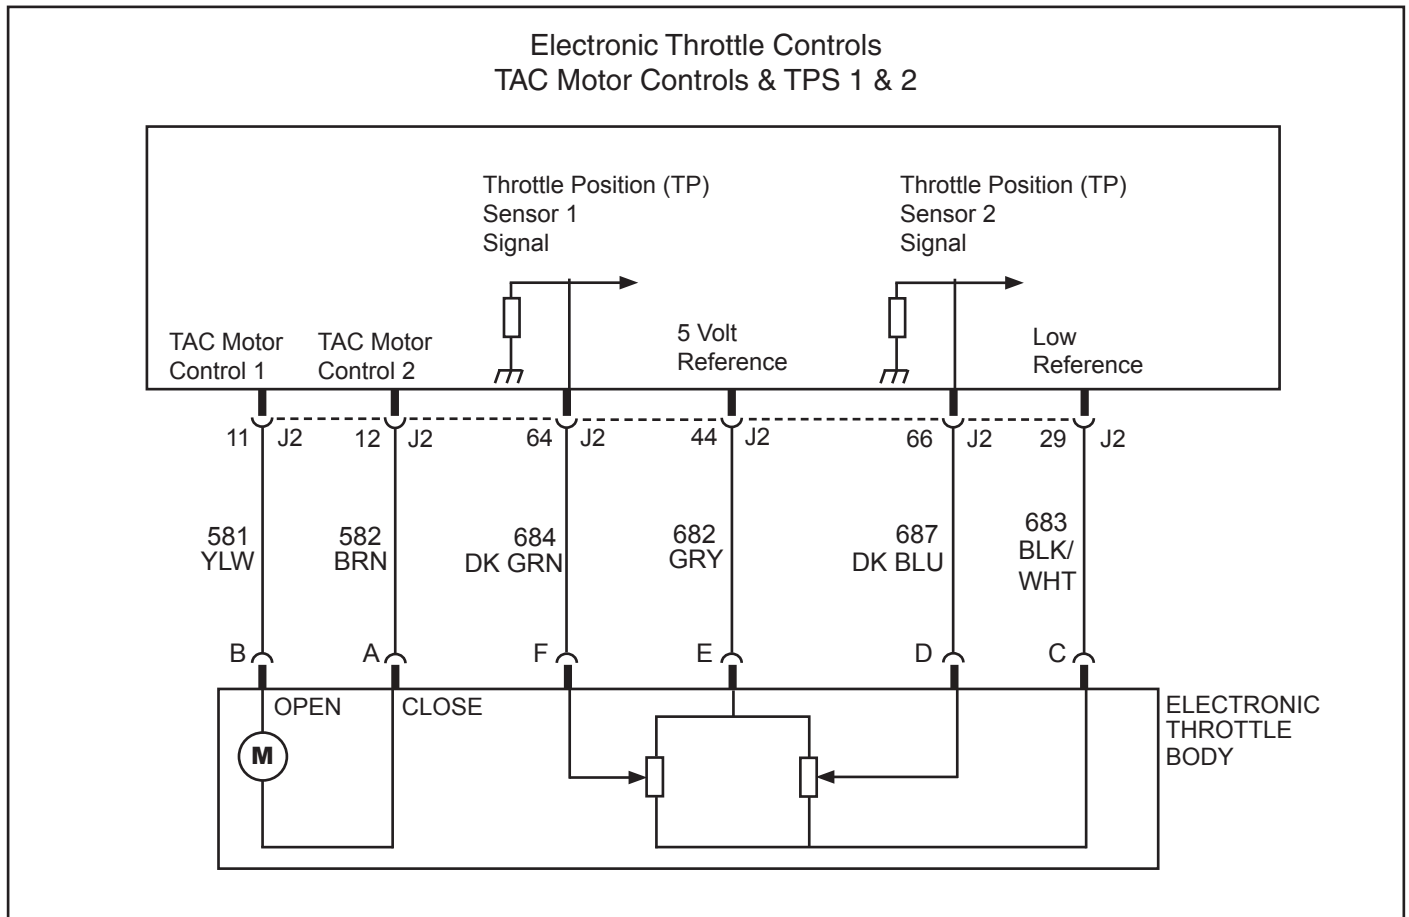 Electronic Throttle Controls
TAC Motor Controls & TPS 1 & 2
Throttle Position (TP)
Sensor 1
Signal
Throttle Position (TP)
Sensor 2
Signal
TAC Motor
Control 1
TAC Motor
Control 2
5 Volt
Reference
Low
Reference
11 J2
12 J2
64 J2
44 J2
66 J2
29 J2
581
YLW
582
BRN
684
DK GRN
682
GRY
687
DK BLU
683
BLK/
WHT
B
A
F
E
D
C
OPEN
CLOSE
M
ELECTRONIC
THROTTLE
BODY